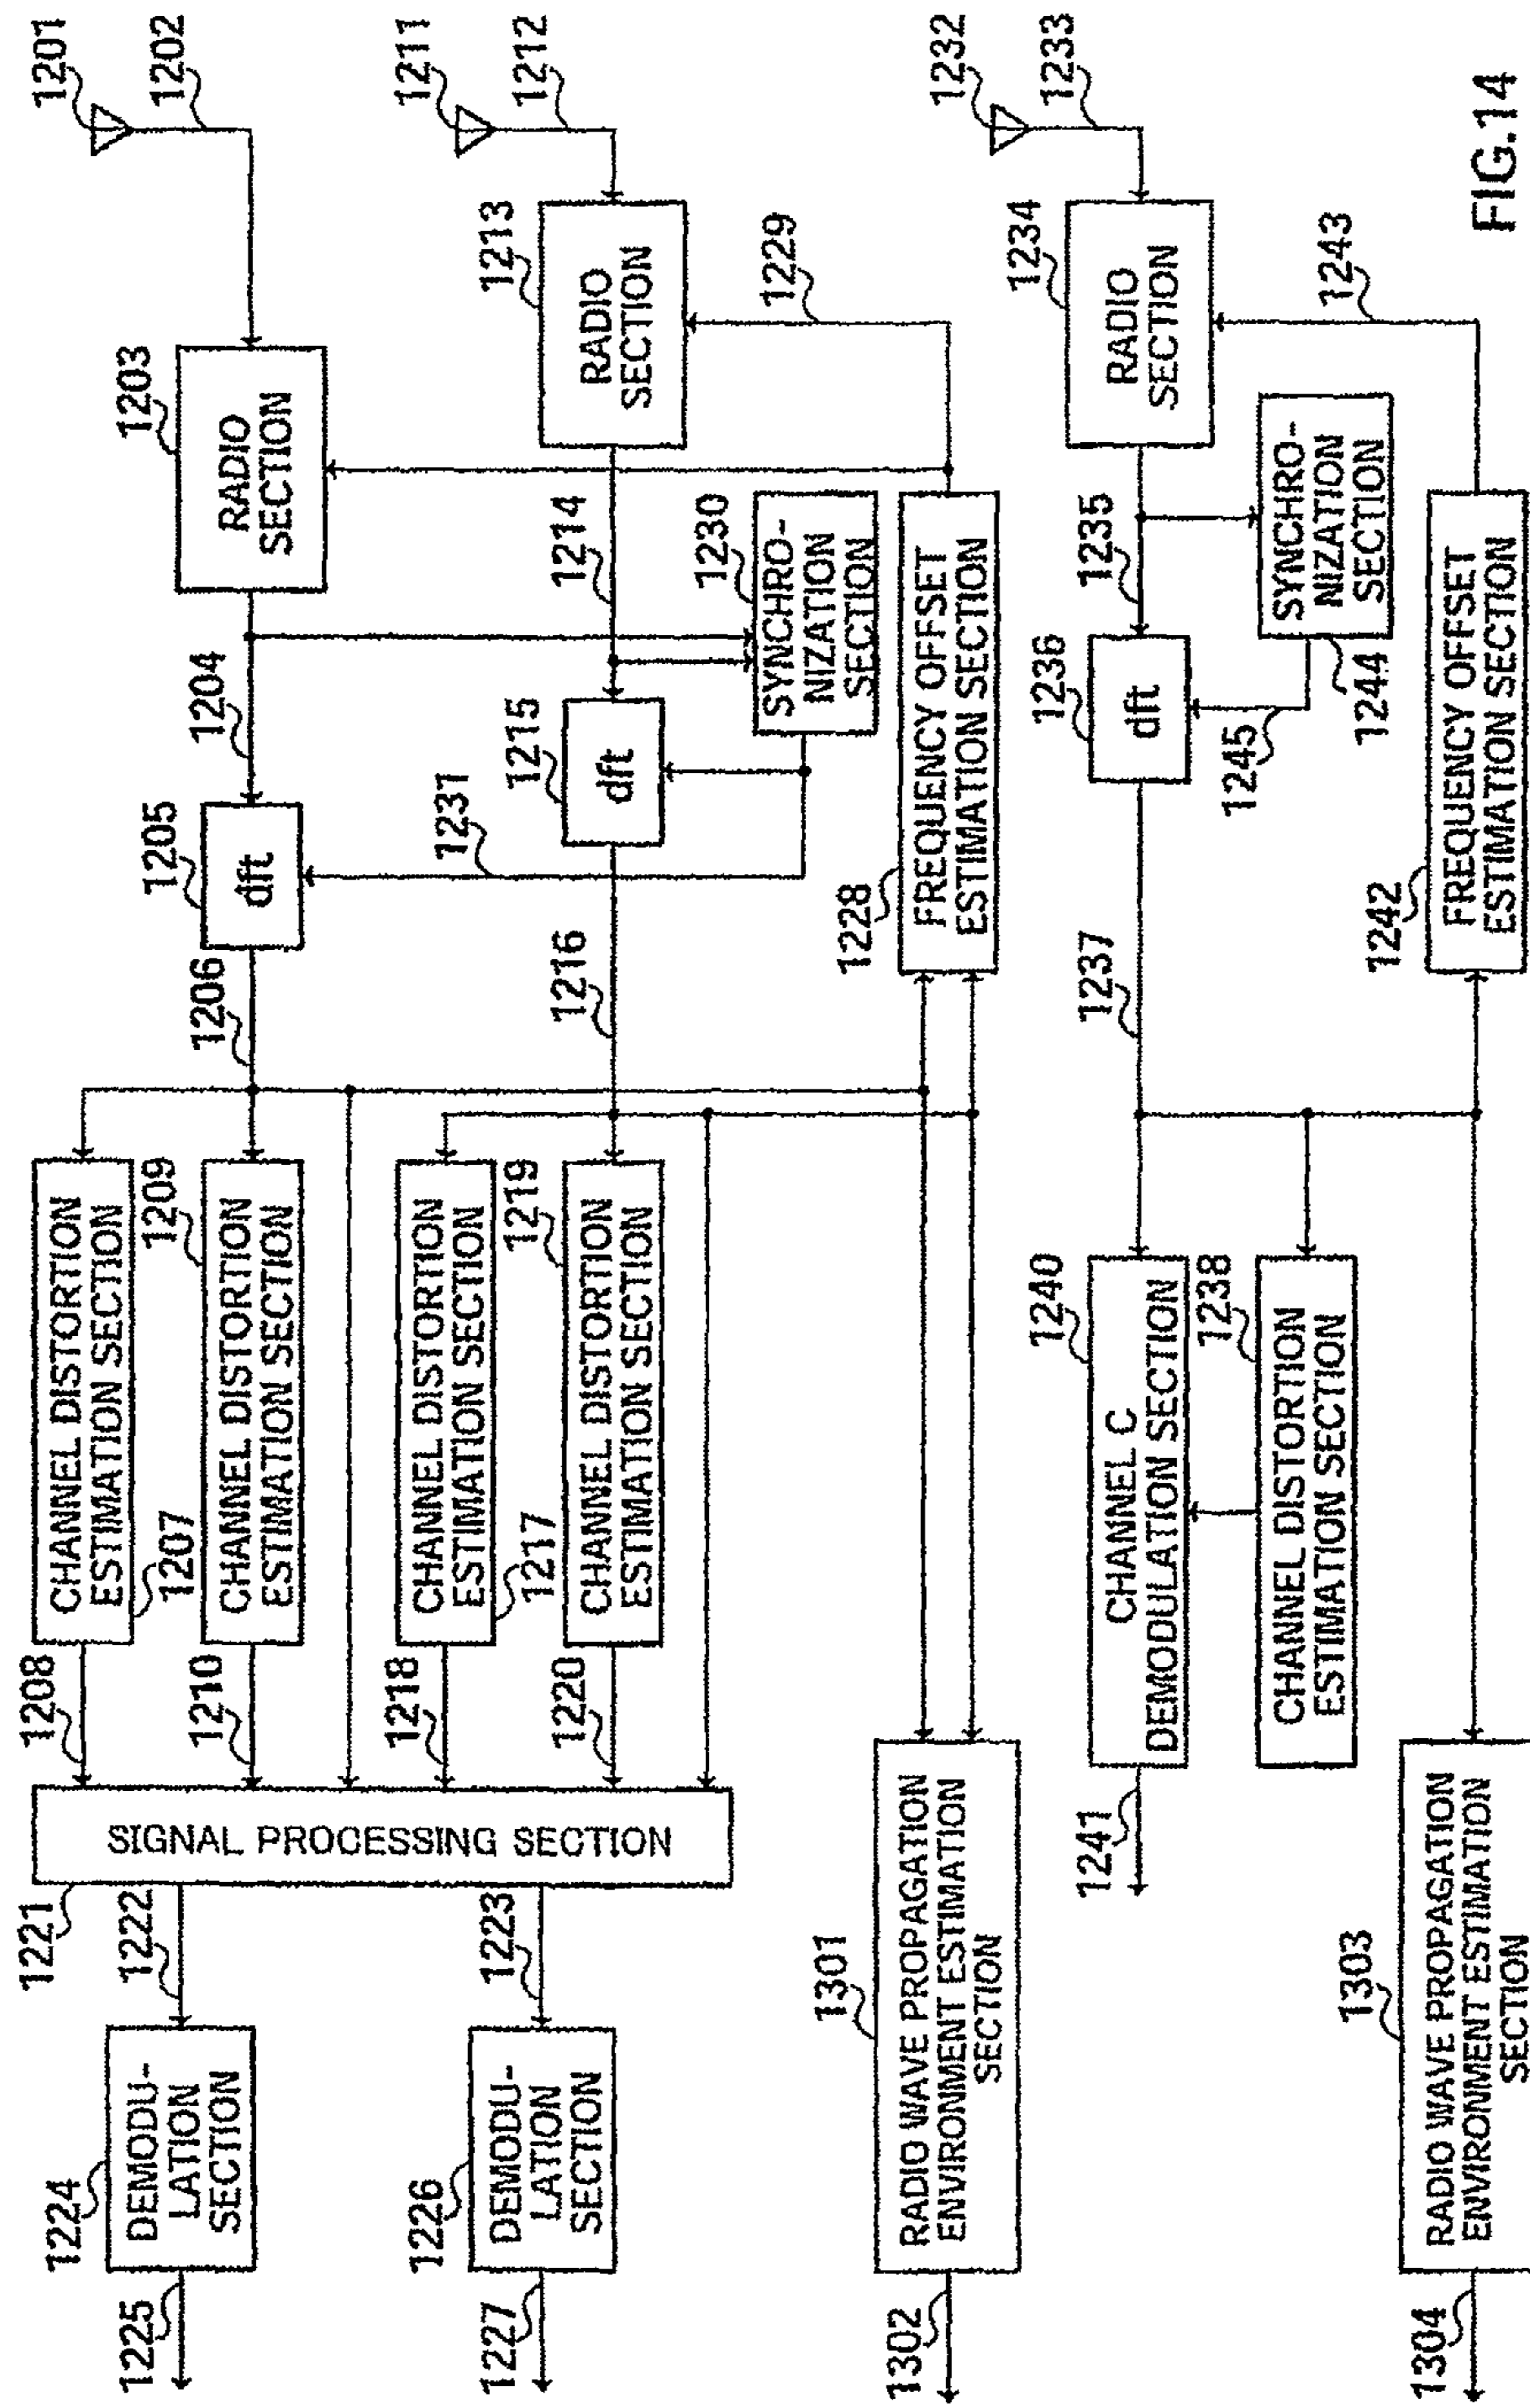 1201
1202
1203
RADIO
SECTION
1204
1205
dft
1206
CHANNEL DISTORTION
ESTIMATION SECTION
1207
1208
1209
CHANNEL DISTORTION
ESTIMATION SECTION
1210
1211
1212
1213
RADIO
SECTION
1229
1214
1230
SYNCHRO-
NIZATION
SECTION
1215
dft
1231
1216
CHANNEL DISTORTION
ESTIMATION SECTION
1217
1218
1219
CHANNEL DISTORTION
ESTIMATION SECTION
1220
SIGNAL PROCESSING SECTION
1221
1222
1223
1224
DEMODU-
LATION
SECTION
1225
1226
DEMODU-
LATION
SECTION
1227
1228
FREQUENCY OFFSET
ESTIMATION SECTION
1301
RADIO WAVE PROPAGATION
ENVIRONMENT ESTIMATION
SECTION
1302
1232
1233
1234
RADIO
SECTION
1243
1235
SYNCHRO-
NIZATION
SECTION
1244
1245
1236
dft
1237
1242
FREQUENCY OFFSET
ESTIMATION SECTION
1240
CHANNEL C
DEMODULATION SECTION
1241
1238
CHANNEL DISTORTION
ESTIMATION SECTION
1303
RADIO WAVE PROPAGATION
ENVIRONMENT ESTIMATION
SECTION
1304
FIG.14